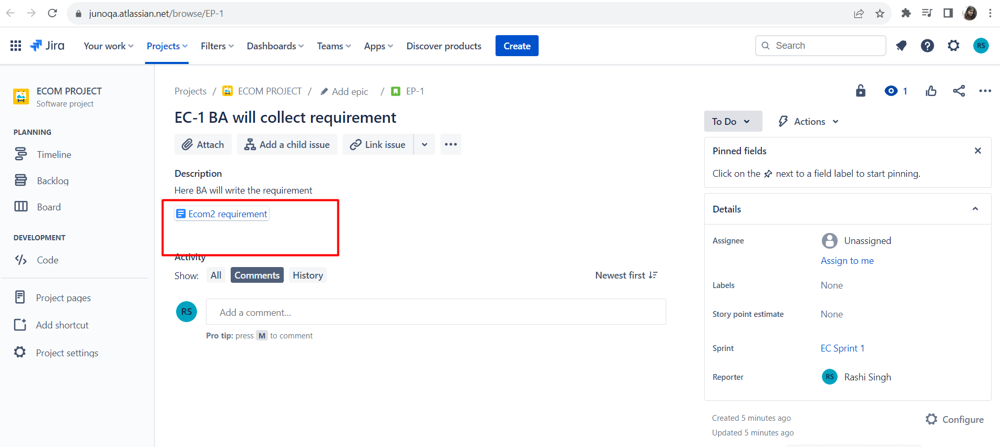 junoqa.atlassian.net/browse/EP-1
Jira
Your work
Projects
Filters
Dashboards
Teams
Apps
Discover products
Create
Search
RS
ECOM PROJECT
Software project
PLANNING
Timeline
Backlog
Board
DEVELOPMENT
Code
Project pages
Add shortcut
Project settings
Projects / ECOM PROJECT / Add epic / EP-1
EC-1 BA will collect requirement
Attach
Add a child issue
Link issue
Description
Here BA will write the requirement
Ecom2 requirement
Activity
Show: All Comments History
Newest first
RS
Add a comment...
Pro tip: press M to comment
1
To Do
Actions
Pinned fields
Click on the next to a field label to start pinning.
Details
Assignee
Unassigned
Assign to me
Labels
None
Story point estimate
None
Sprint
EC Sprint 1
Reporter
RS
Rashi Singh
Created 5 minutes ago
Updated 5 minutes ago
Configure